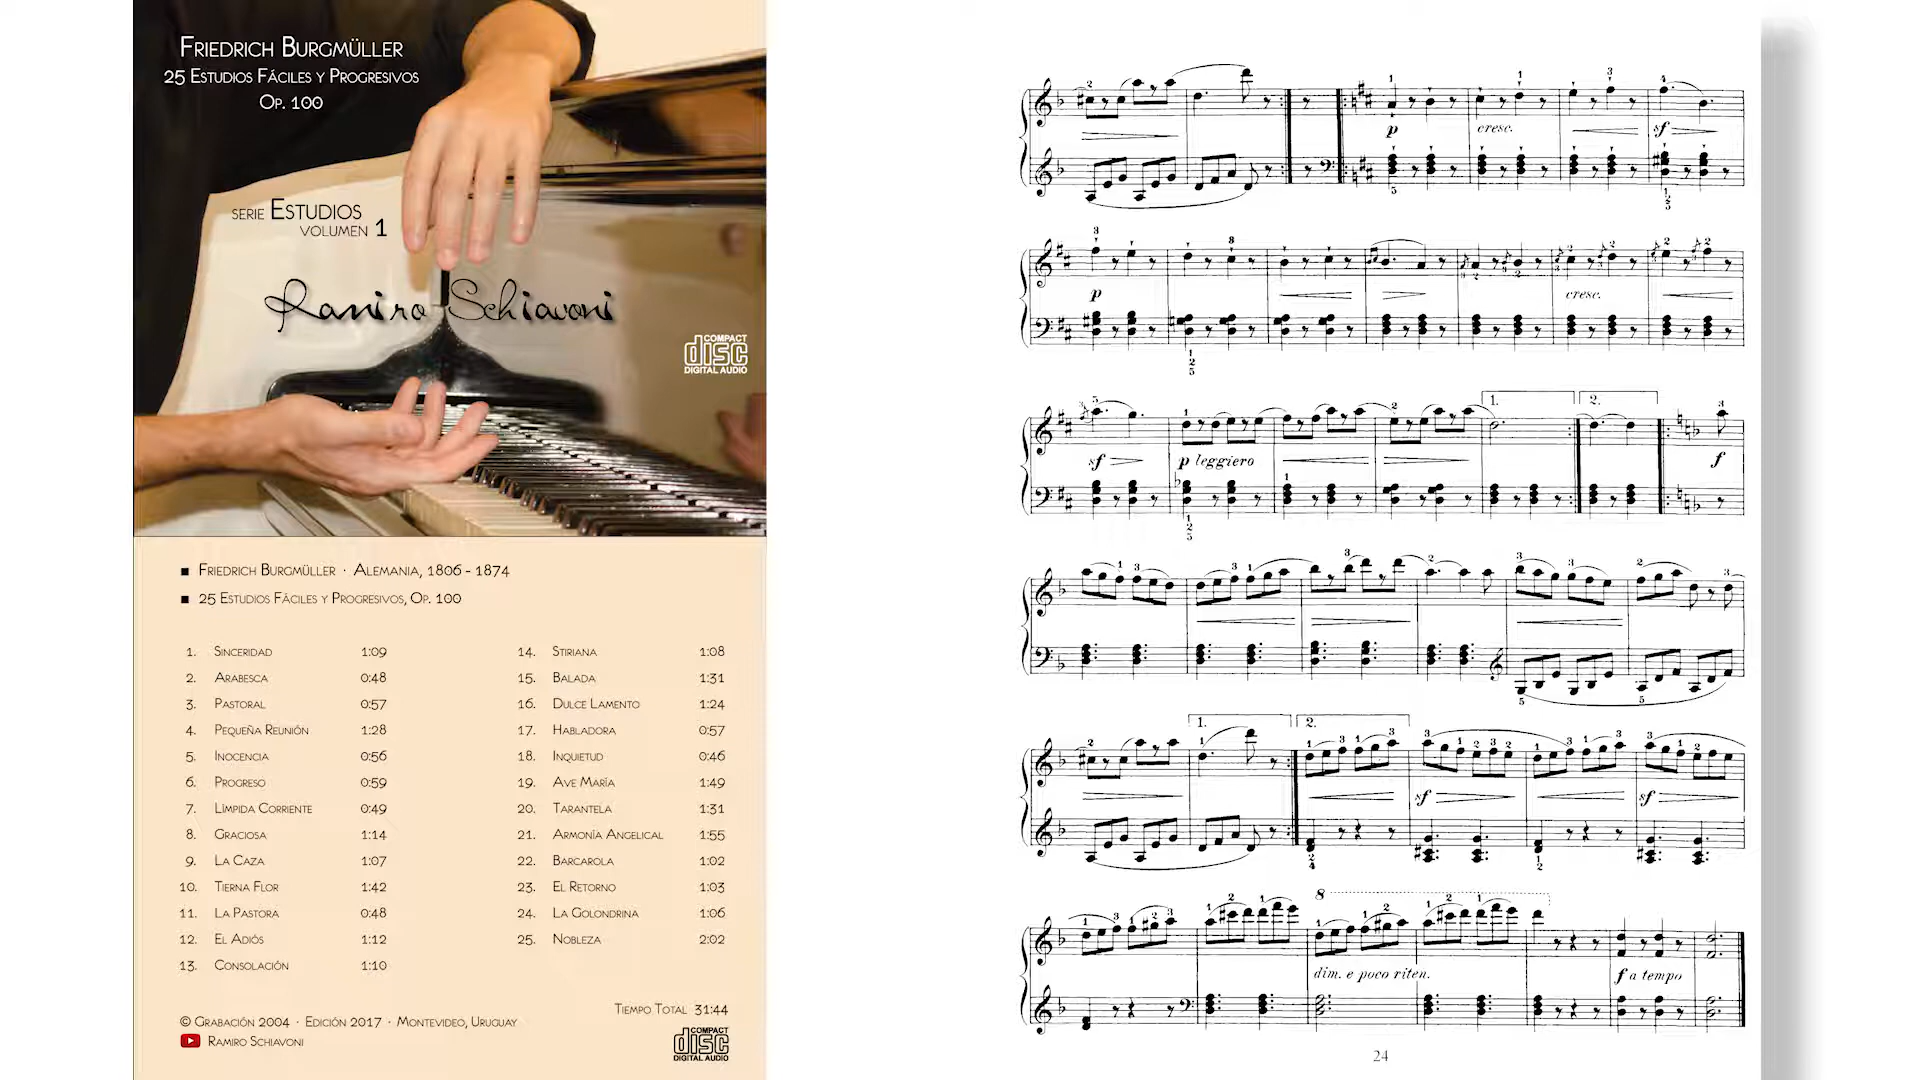 FRIEDRICH BURGMÜLLER
25 ESTUDIOS FÁCILES Y PROGRESIVOS
OP. 100
SERIE ESTUDIOS
VOLUMEN 1
Ramiro Schiavoni
COMPACT
disc
DIGITAL AUDIO
■ FRIEDRICH BURGMÜLLER · ALEMANIA, 1806 - 1874
■ 25 ESTUDIOS FÁCILES Y PROGRESIVOS, OP. 100
1. SINCERIDAD 1:09
2. ARABESCA 0:48
3. PASTORAL 0:57
4. PEQUEÑA REUNIÓN 1:28
5. INOCENCIA 0:56
6. PROGRESO 0:59
7. LÍMPIDA CORRIENTE 0:49
8. GRACIOSA 1:14
9. LA CAZA 1:07
10. TIERNA FLOR 1:42
11. LA PASTORA 0:48
12. EL ADIÓS 1:12
13. CONSOLACIÓN 1:10
14. STIRIANA 1:08
15. BALADA 1:31
16. DULCE LAMENTO 1:24
17. HABLADORA 0:57
18. INQUIETUD 0:46
19. AVE MARÍA 1:49
20. TARANTELA 1:31
21. ARMONÍA ANGELICAL 1:55
22. BARCAROLA 1:02
23. EL RETORNO 1:03
24. LA GOLONDRINA 1:06
25. NOBLEZA 2:02
TIEMPO TOTAL 31:44
© GRABACIÓN 2004 · EDICIÓN 2017 · MONTEVIDEO, URUGUAY
RAMIRO SCHIAVONI
COMPACT
disc
DIGITAL AUDIO
p cresc. sf
p cresc.
1. 2.
sf p leggiero f
1. 2.
sf sf
8
dim. e poco riten. f a tempo
24